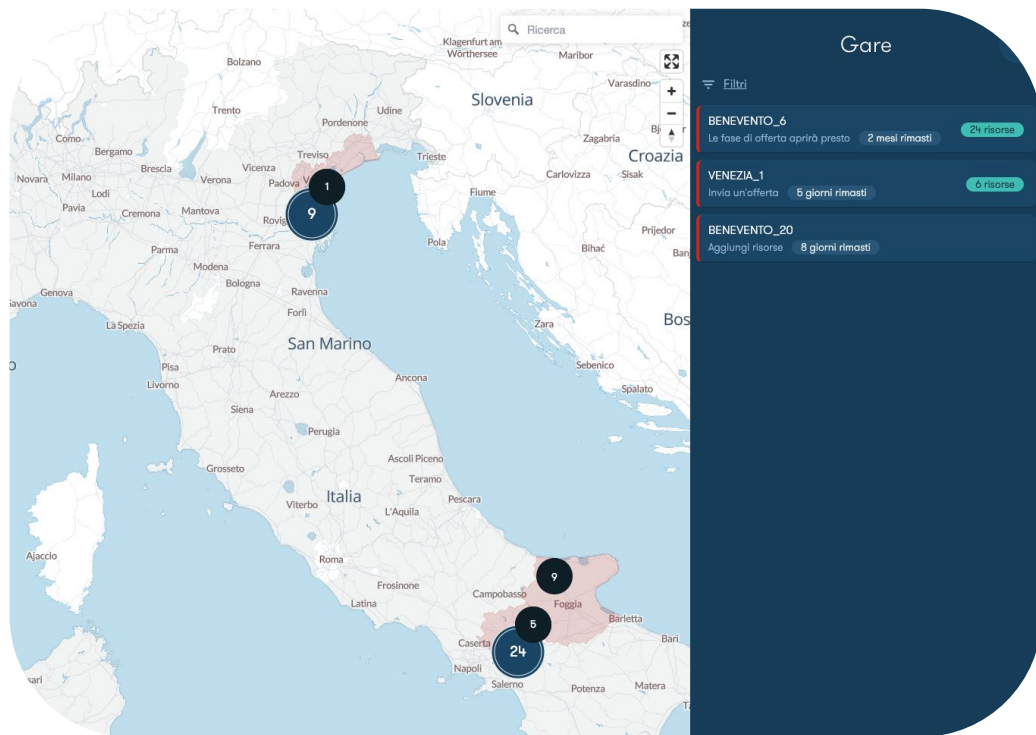 Ricerca
Gare
Filtri
BENEVENTO_6
Le fase di offerta aprirà presto 2 mesi rimasti 24 risorse
VENEZIA_1
Invia un'offerta 5 giorni rimasti 6 risorse
BENEVENTO_20
Aggiungi risorse 8 giorni rimasti
Klagenfurt am
Wörthersee
Maribor
Bolzano
Varasdino
Slovenia
Trento
Udine
Pordenone
Como
Bergamo
Treviso
Trieste
Zagabria
Croazia
Novara
Milano
Brescia
Vicenza
Verona
Padova
1
Carlovizza
Sisak
Lodi
Pavia
Cremona
Mantova
9
Fiume
Parma
Ferrara
Pola
Prijedor
Bihać
Modena
Bologna
Ravenna
Genova
Forlì
La Spezia
Zara
Bos
San Marino
Prato
Pisa
Livorno
Sebenico
Ancona
Arezzo
Siena
Spalato
Perugia
Grosseto
Ascoli Piceno
Teramo
Italia
Viterbo
L'Aquila
Pescara
Ajaccio
Roma
9
Frosinone
Campobasso
Foggia
Latina
5
Barletta
Caserta
24
Bari
Napoli
Salerno
Potenza
Matera